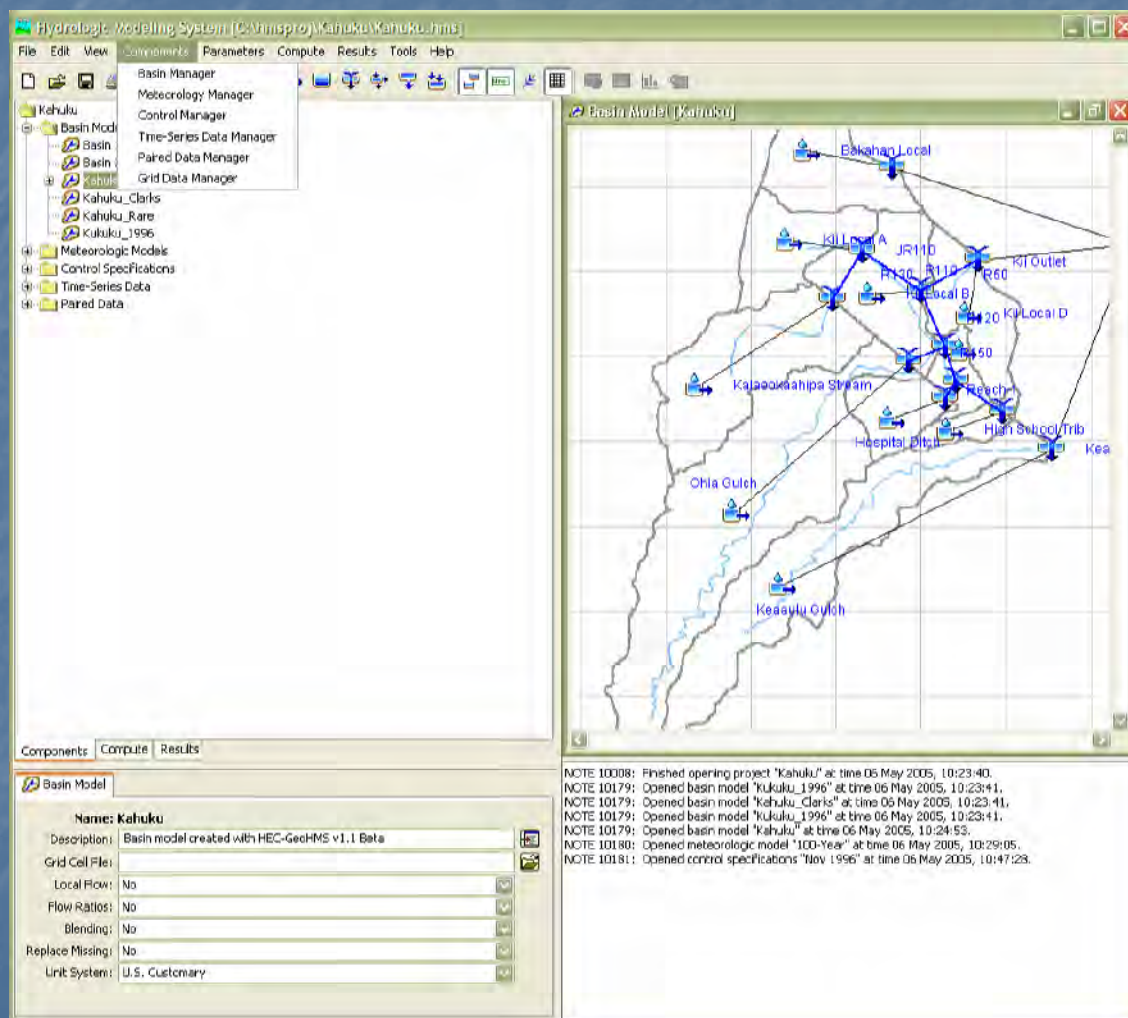 Hydrologic Modeling System [C:\hmsproj\Kahuku\Kahuku.hms]
File Edit View Components Parameters Compute Results Tools Help
Basin Manager
Meteorology Manager
Control Manager
Time-Series Data Manager
Paired Data Manager
Grid Data Manager
Kahuku
Basin Mod
Basin
Basin
Kahuk
Kahuku_Clarks
Kahuku_Rare
Kukuku_1996
Meteorologic Models
Control Specifications
Time-Series Data
Paired Data
Components Compute Results
Basin Model [Kahuku]
Bakahan Local
Kii Local A
JR110
Kii Outlet
R130
R110
R60
Local B
120
Kii Local D
R150
Kalaeokaahipa Stream
Reach-1
High School Trib
Hospital Ditch
Kea
Ohia Gulch
Keaaulu Gulch
Basin Model
Name: Kahuku
Description: Basin model created with HEC-GeoHMS v1.1 Beta
Grid Cell File:
Local Flow: No
Flow Ratios: No
Blending: No
Replace Missing: No
Unit System: U.S. Customary
NOTE 10008: Finished opening project "Kahuku" at time 06 May 2005, 10:23:40.
NOTE 10179: Opened basin model "Kukuku_1996" at time 06 May 2005, 10:23:41.
NOTE 10179: Opened basin model "Kahuku_Clarks" at time 06 May 2005, 10:23:41.
NOTE 10179: Opened basin model "Kukuku_1996" at time 06 May 2005, 10:23:41.
NOTE 10179: Opened basin model "Kahuku" at time 06 May 2005, 10:24:53.
NOTE 10180: Opened meteorologic model "100-Year" at time 06 May 2005, 10:29:05.
NOTE 10181: Opened control specifications "Nov 1996" at time 06 May 2005, 10:47:28.